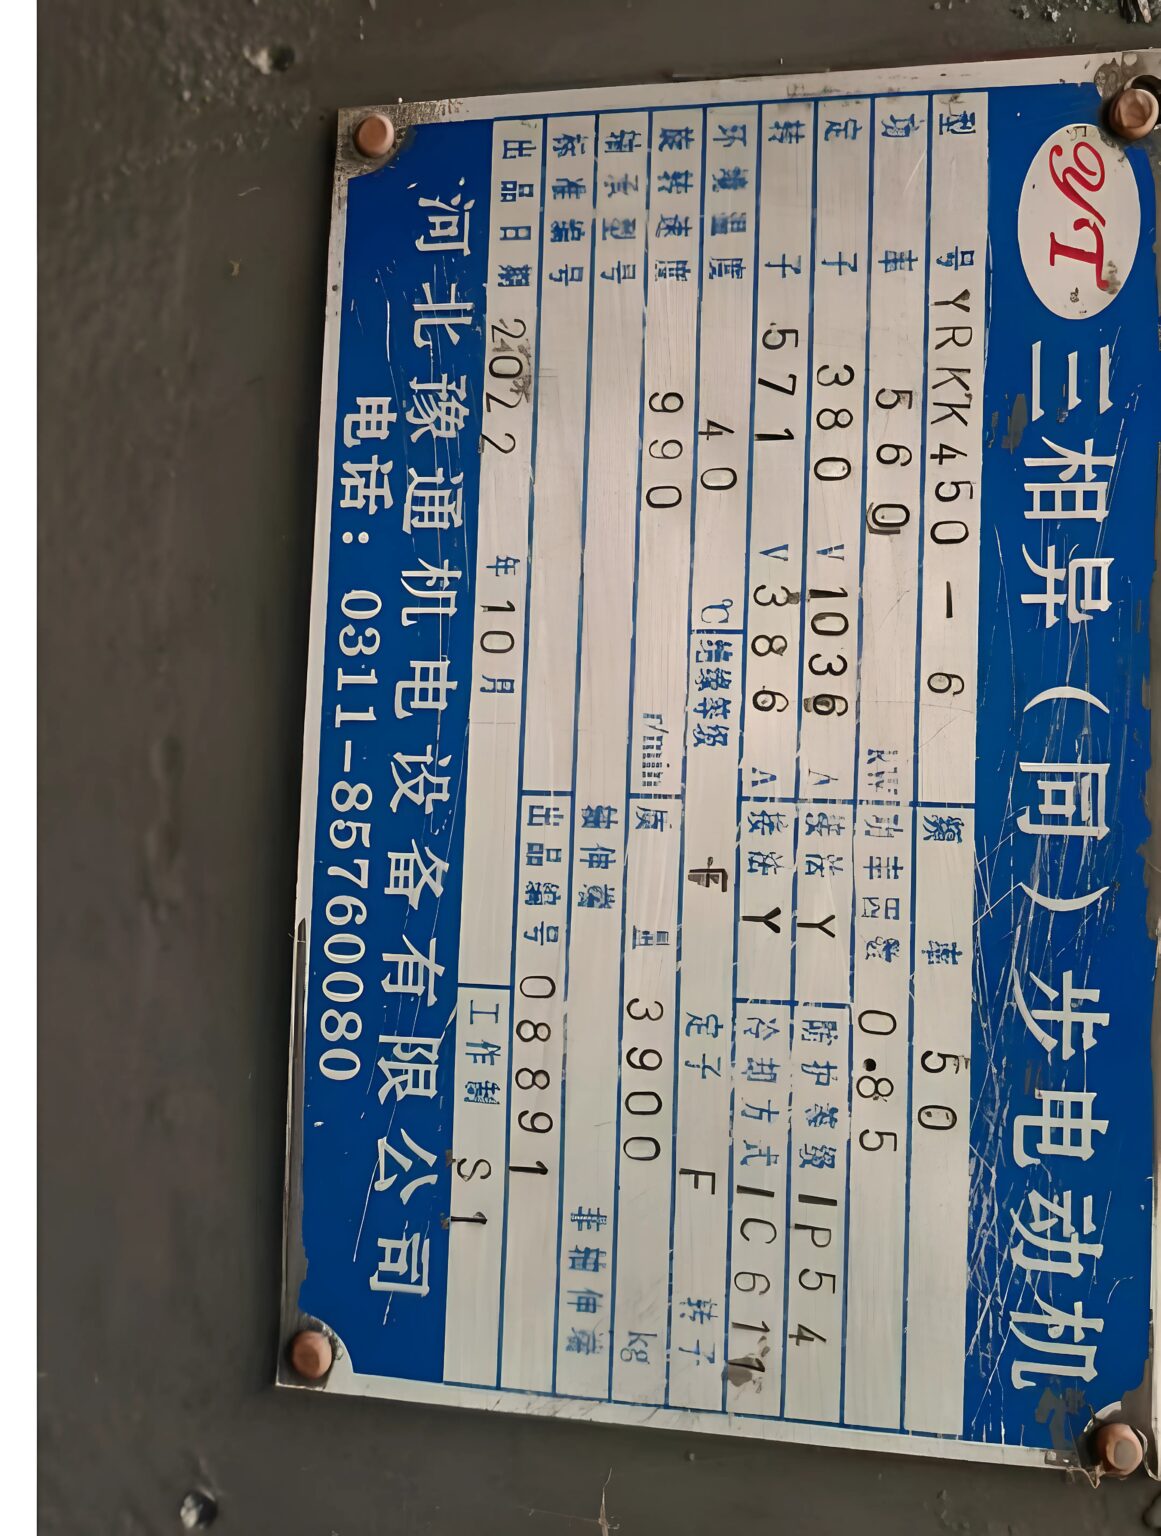 YT 三相异(同)步电动机
型号 YRKK450-6 频率 50
功率 560 kW 功率因数 0.85
定子 380 V 1036 A 接法 Y 防护等级 IP54
转子 571 V 386 A 接法 Y 冷却方式 IC611
环境温度 40 ℃ 绝缘等级 定子 F 转子
旋转速度 990 r/min 质量 3900 kg
轴承型号 轴伸端 非轴伸端
标准编号 出品编号 08891
出品日期 2022 年 10 月 工作制 S1
河北豫通机电设备有限公司
电话：0311-85760080